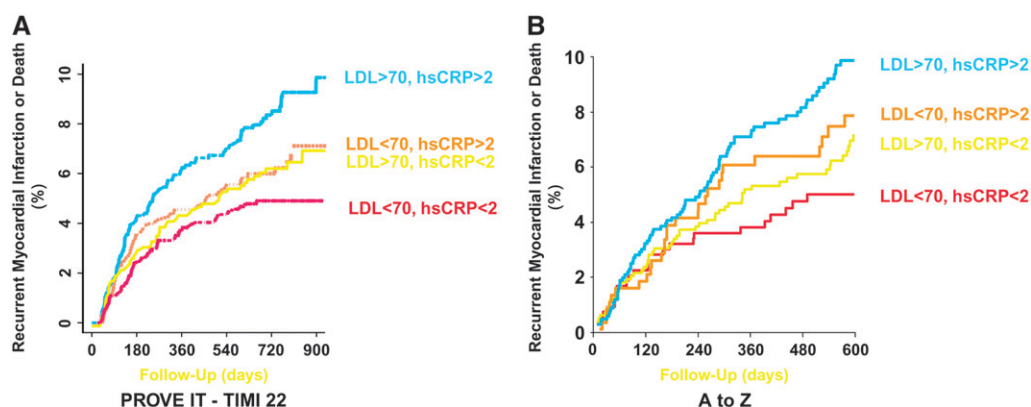 A
Recurrent Myocardial Infarction or Death
(%)
10
8
6
4
2
0
0 180 360 540 720 900
Follow-Up (days)
PROVE IT - TIMI 22
LDL>70, hsCRP>2
LDL<70, hsCRP>2
LDL>70, hsCRP<2
LDL<70, hsCRP<2
B
Recurrent Myocardial Infarction or Death
(%)
10
8
6
4
2
0
0 120 240 360 480 600
Follow-Up (days)
A to Z
LDL>70, hsCRP>2
LDL<70, hsCRP>2
LDL>70, hsCRP<2
LDL<70, hsCRP<2